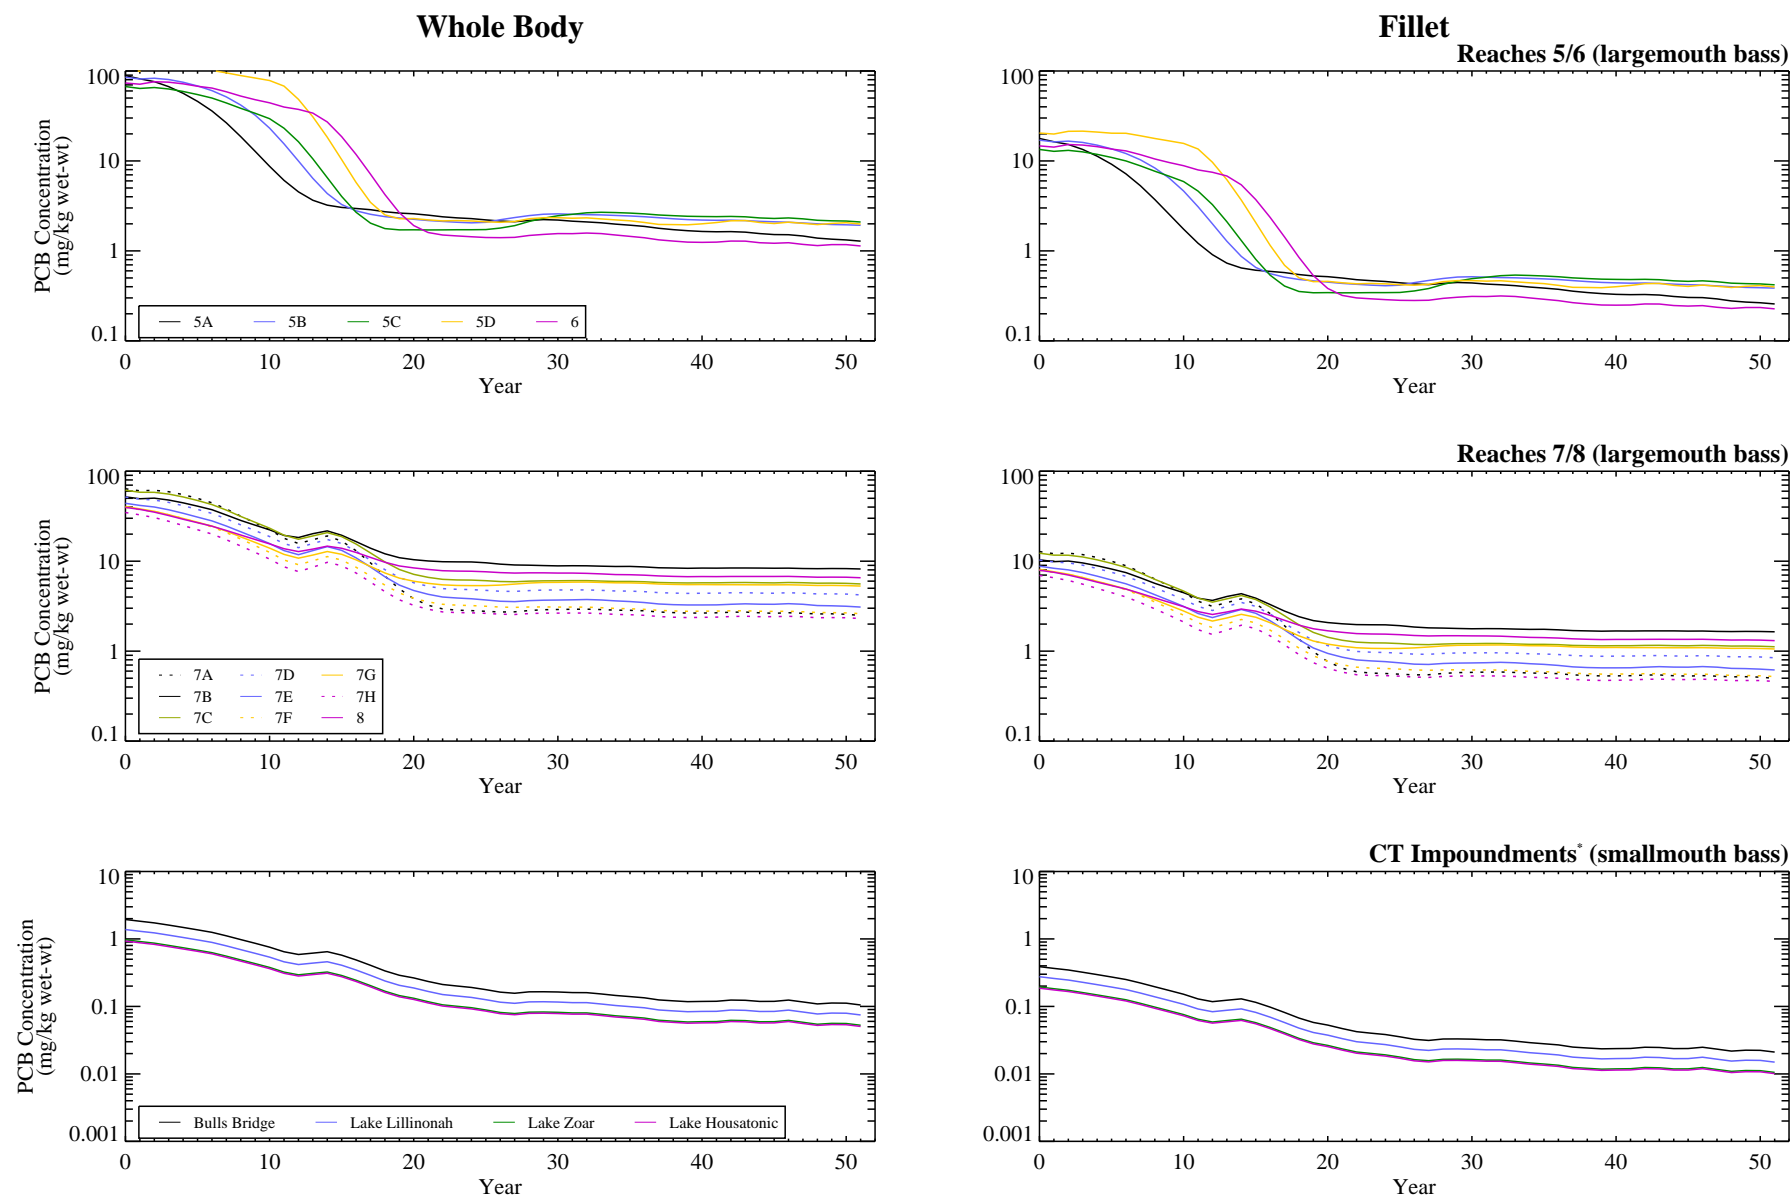 Whole Body
Fillet
Reaches 5/6 (largemouth bass)
100
10
1
0.1
PCB Concentration
(mg/kg wet-wt)
5A 5B 5C 5D 6
0 10 20 30 40 50
Year
100
10
1
0.1
0 10 20 30 40 50
Year
Reaches 7/8 (largemouth bass)
100
10
1
0.1
PCB Concentration
(mg/kg wet-wt)
7A 7D 7G
7B 7E 7H
7C 7F 8
0 10 20 30 40 50
Year
100
10
1
0.1
0 10 20 30 40 50
Year
CT Impoundments* (smallmouth bass)
10
1
0.1
0.01
0.001
PCB Concentration
(mg/kg wet-wt)
Bulls Bridge Lake Lillinonah Lake Zoar Lake Housatonic
0 10 20 30 40 50
Year
10
1
0.1
0.01
0.001
0 10 20 30 40 50
Year